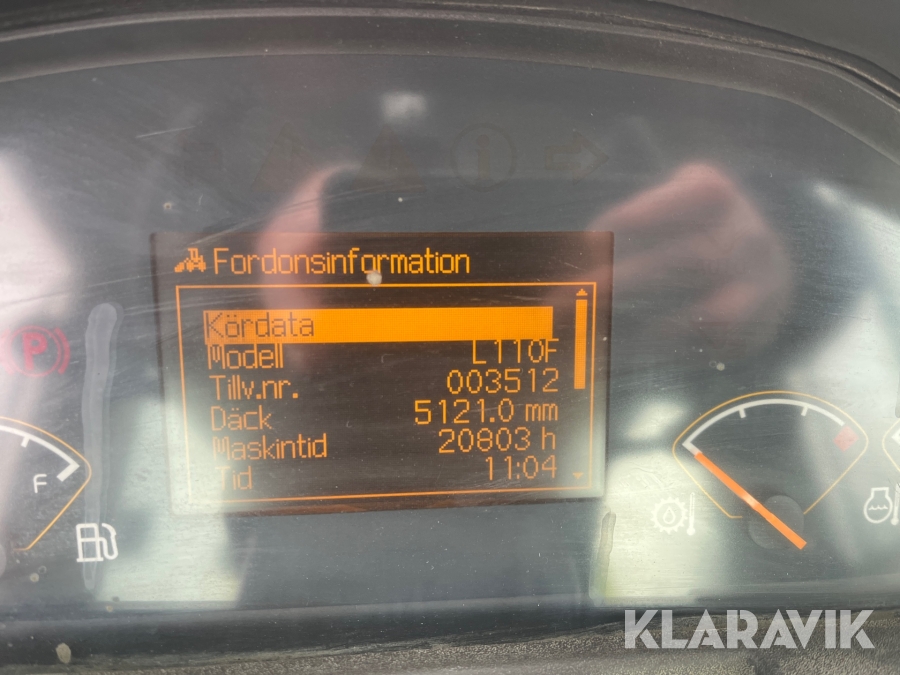 Fordonsinformation
Kördata
Modell L110F
Tillv.nr. 003512
Däck 5121.0 mm
Maskintid 20803 h
Tid 11:04
P
F
KLARAVIK